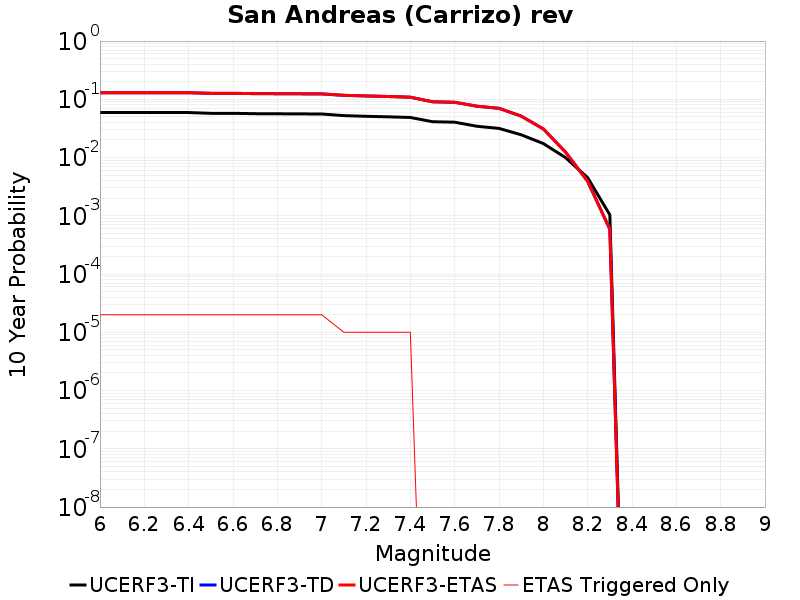 San Andreas (Carrizo) rev
10 Year Probability
10^0
10^-1
10^-2
10^-3
10^-4
10^-5
10^-6
10^-7
10^-8
6 6.2 6.4 6.6 6.8 7 7.2 7.4 7.6 7.8 8 8.2 8.4 8.6 8.8 9
Magnitude
UCERF3-TI UCERF3-TD UCERF3-ETAS ETAS Triggered Only